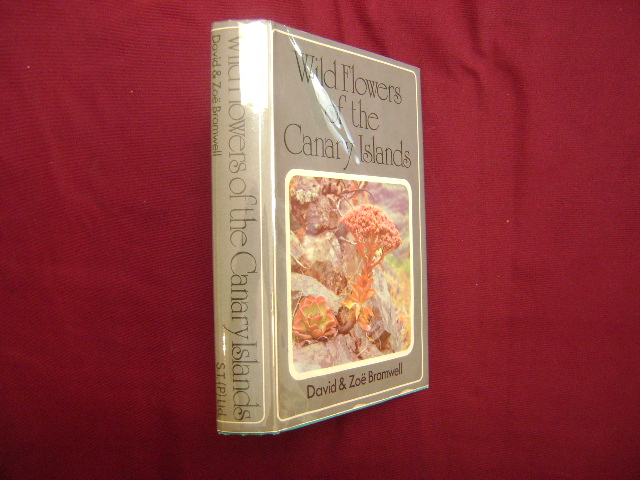 Wild Flowers
of the
Canary Islands
David & Zoë Bramwell
David & Zoë Bramwell
Wild Flowers of the Canary Islands
ST(P) Ltd.